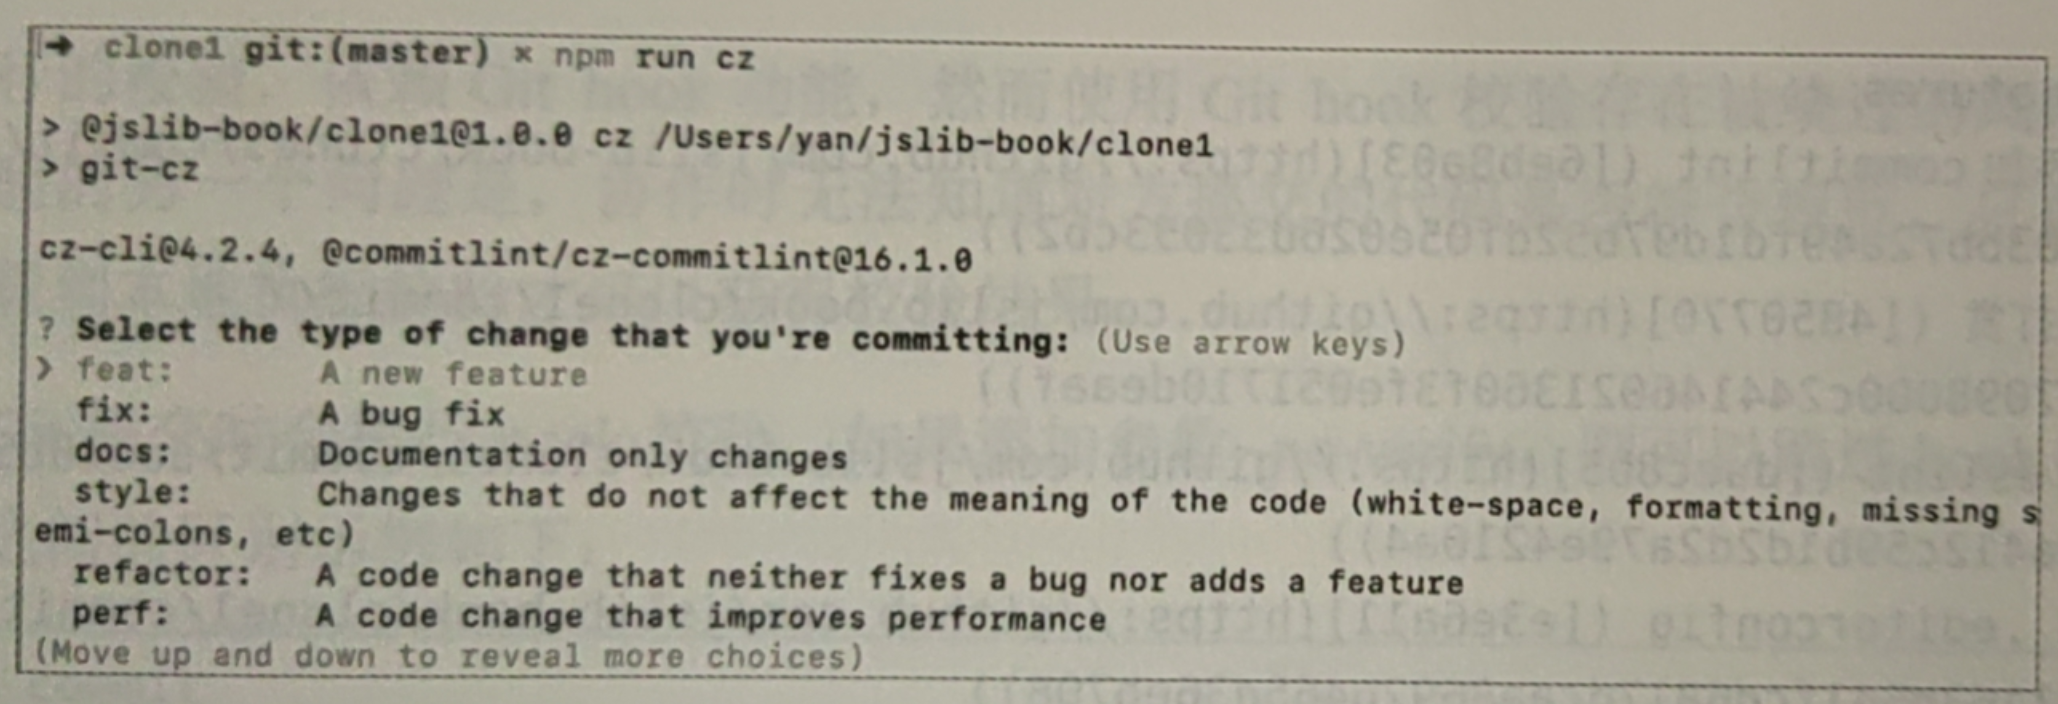 ➜ clone1 git:(master) × npm run cz
> @jslib-book/clone1@1.0.0 cz /Users/yan/jslib-book/clone1
> git-cz
cz-cli@4.2.4, @commitlint/cz-commitlint@16.1.0
? Select the type of change that you're committing: (Use arrow keys)
❯ feat: A new feature
fix: A bug fix
docs: Documentation only changes
style: Changes that do not affect the meaning of the code (white-space, formatting, missing s
emi-colons, etc)
refactor: A code change that neither fixes a bug nor adds a feature
perf: A code change that improves performance
(Move up and down to reveal more choices)